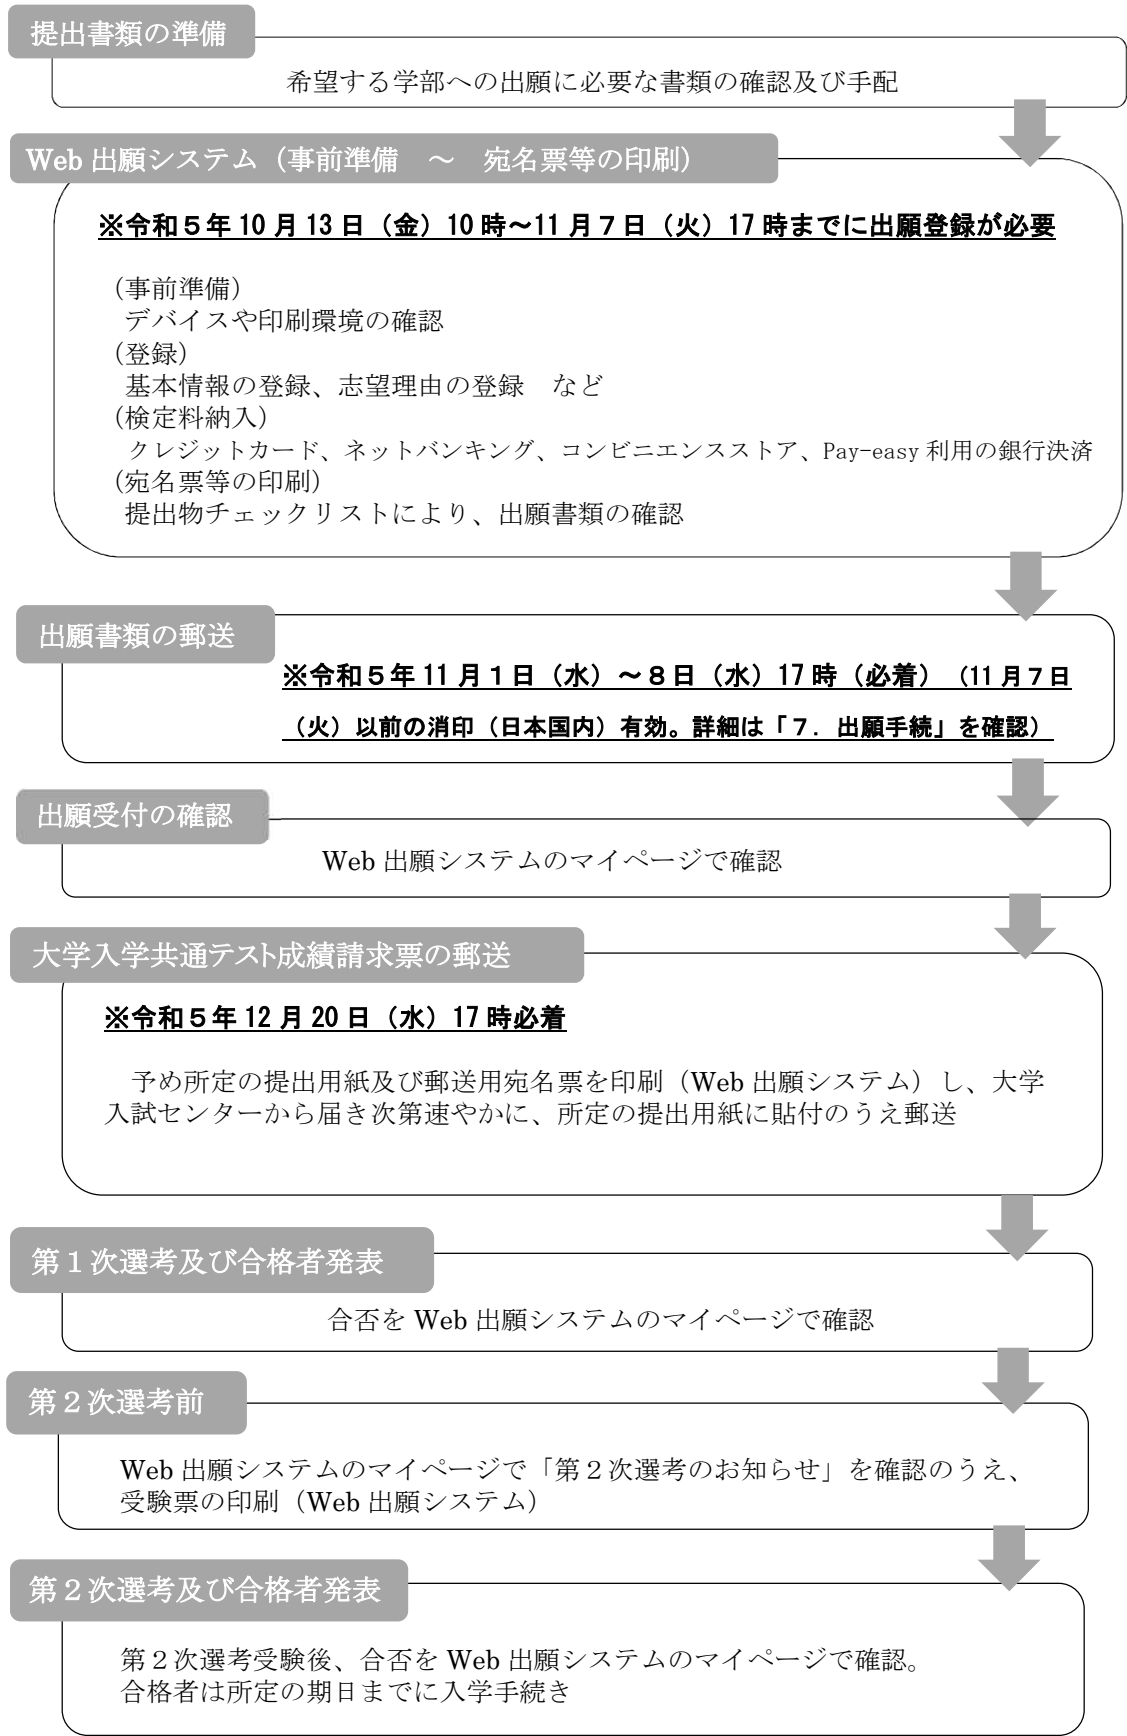 提出書類の準備
希望する学部への出願に必要な書類の確認及び手配
Web 出願システム（事前準備　～　宛名票等の印刷）
※令和５年 10 月 13 日（金）10 時～11 月７日（火）17 時までに出願登録が必要
（事前準備）
デバイスや印刷環境の確認
（登録）
基本情報の登録、志望理由の登録　など
（検定料納入）
クレジットカード、ネットバンキング、コンビニエンスストア、Pay-easy 利用の銀行決済
（宛名票等の印刷）
提出物チェックリストにより、出願書類の確認
出願書類の郵送
※令和５年 11 月１日（水）～８日（水）17 時（必着）（11 月７日
（火）以前の消印（日本国内）有効。詳細は「７．出願手続」を確認）
出願受付の確認
Web 出願システムのマイページで確認
大学入学共通テスト成績請求票の郵送
※令和５年 12 月 20 日（水）17 時必着
予め所定の提出用紙及び郵送用宛名票を印刷（Web 出願システム）し、大学
入試センターから届き次第速やかに、所定の提出用紙に貼付のうえ郵送
第１次選考及び合格者発表
合否を Web 出願システムのマイページで確認
第２次選考前
Web 出願システムのマイページで「第２次選考のお知らせ」を確認のうえ、
受験票の印刷（Web 出願システム）
第２次選考及び合格者発表
第２次選考受験後、合否を Web 出願システムのマイページで確認。
合格者は所定の期日までに入学手続き